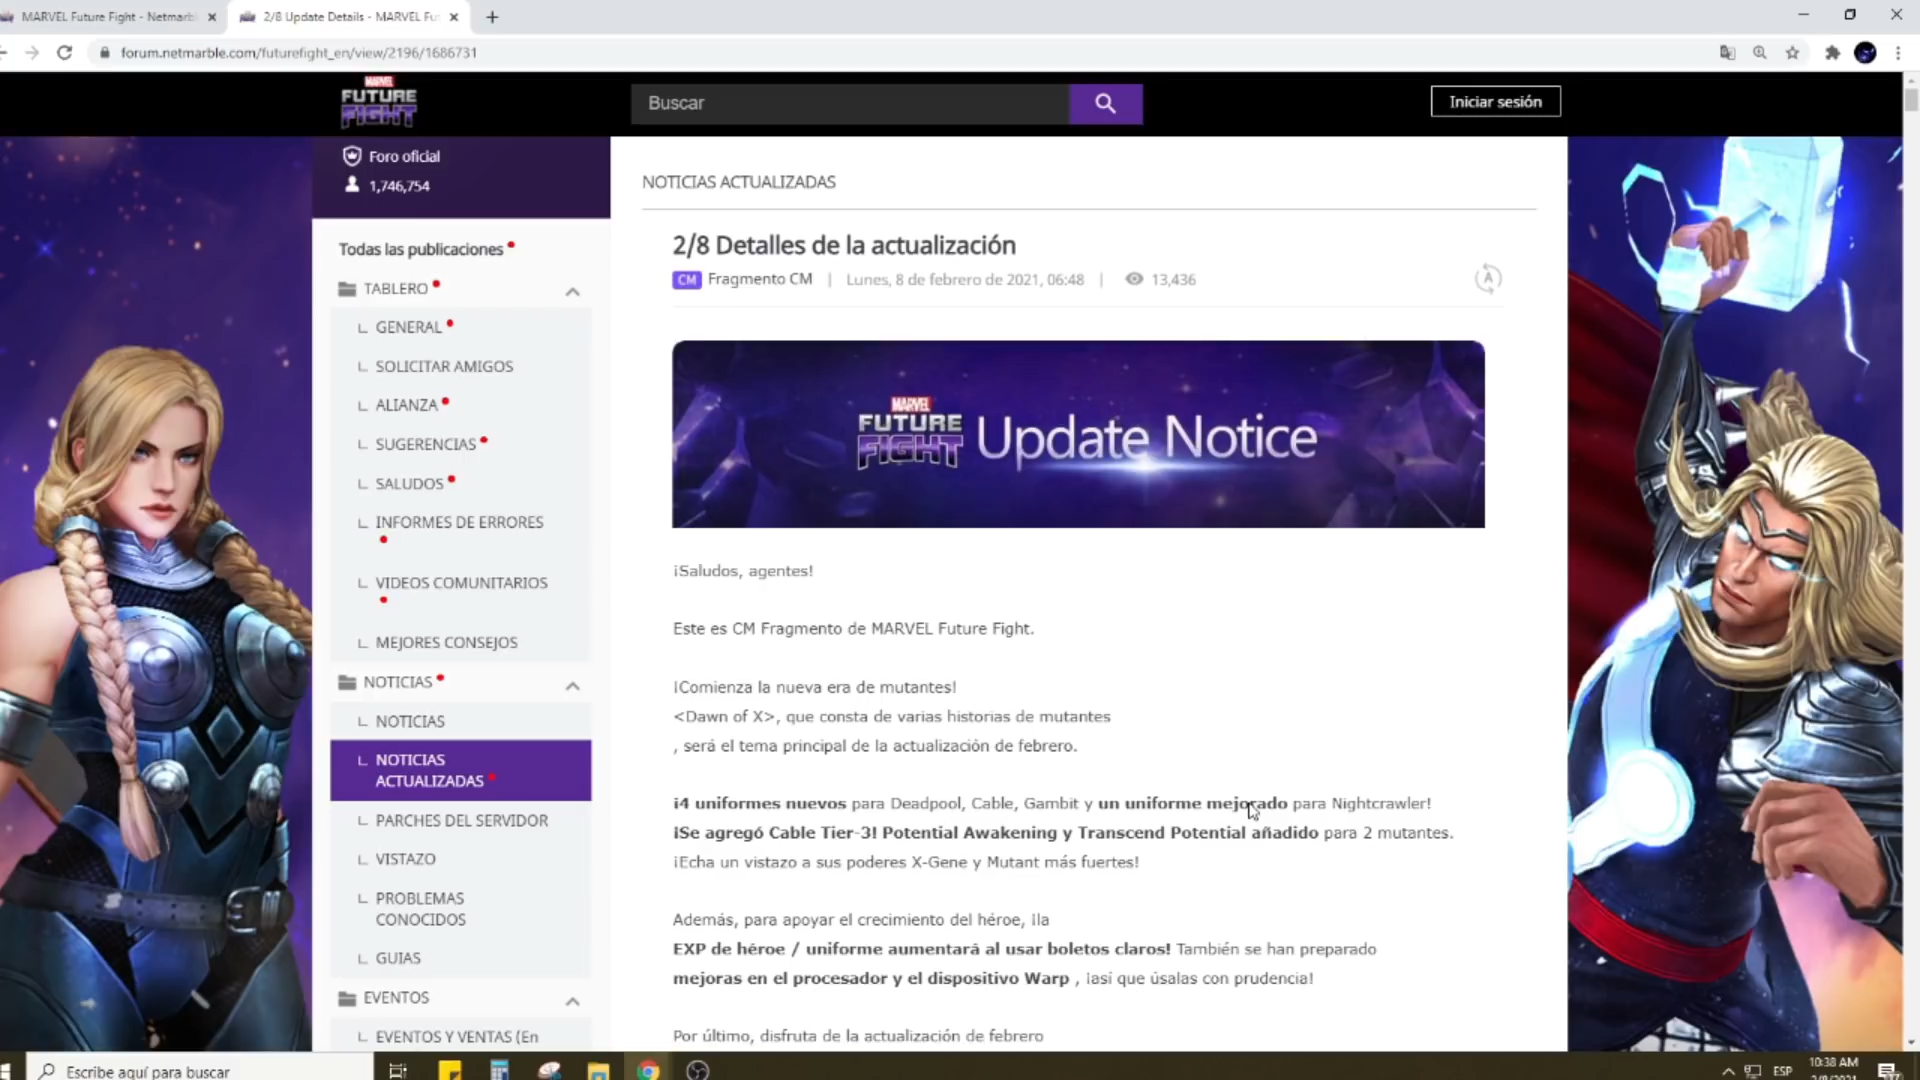 MARVEL Future Fight - Netmarbl
2/8 Update Details - MARVEL Fu
forum.netmarble.com/futurefight_en/view/2196/1686731
MARVEL
FUTURE
FIGHT
Buscar
Iniciar sesión
Foro oficial
1,746,754
Todas las publicaciones
TABLERO
GENERAL
SOLICITAR AMIGOS
ALIANZA
SUGERENCIAS
SALUDOS
INFORMES DE ERRORES
VIDEOS COMUNITARIOS
MEJORES CONSEJOS
NOTICIAS
NOTICIAS
NOTICIAS
ACTUALIZADAS
PARCHES DEL SERVIDOR
VISTAZO
PROBLEMAS
CONOCIDOS
GUIAS
EVENTOS
EVENTOS Y VENTAS (En
NOTICIAS ACTUALIZADAS
2/8 Detalles de la actualización
CM Fragmento CM | Lunes, 8 de febrero de 2021, 06:48 | 13,436
A
MARVEL
FUTURE
FIGHT Update Notice
¡Saludos, agentes!
Este es CM Fragmento de MARVEL Future Fight.
¡Comienza la nueva era de mutantes!
<Dawn of X>, que consta de varias historias de mutantes
, será el tema principal de la actualización de febrero.
¡4 uniformes nuevos para Deadpool, Cable, Gambit y un uniforme mejorado para Nightcrawler!
¡Se agregó Cable Tier-3! Potential Awakening y Transcend Potential añadido para 2 mutantes.
¡Echa un vistazo a sus poderes X-Gene y Mutant más fuertes!
Además, para apoyar el crecimiento del héroe, ¡la
EXP de héroe / uniforme aumentará al usar boletos claros! También se han preparado
mejoras en el procesador y el dispositivo Warp , ¡así que úsalas con prudencia!
Por último, disfruta de la actualización de febrero
Escribe aquí para buscar
ESP
10:38 AM
2/8/2021